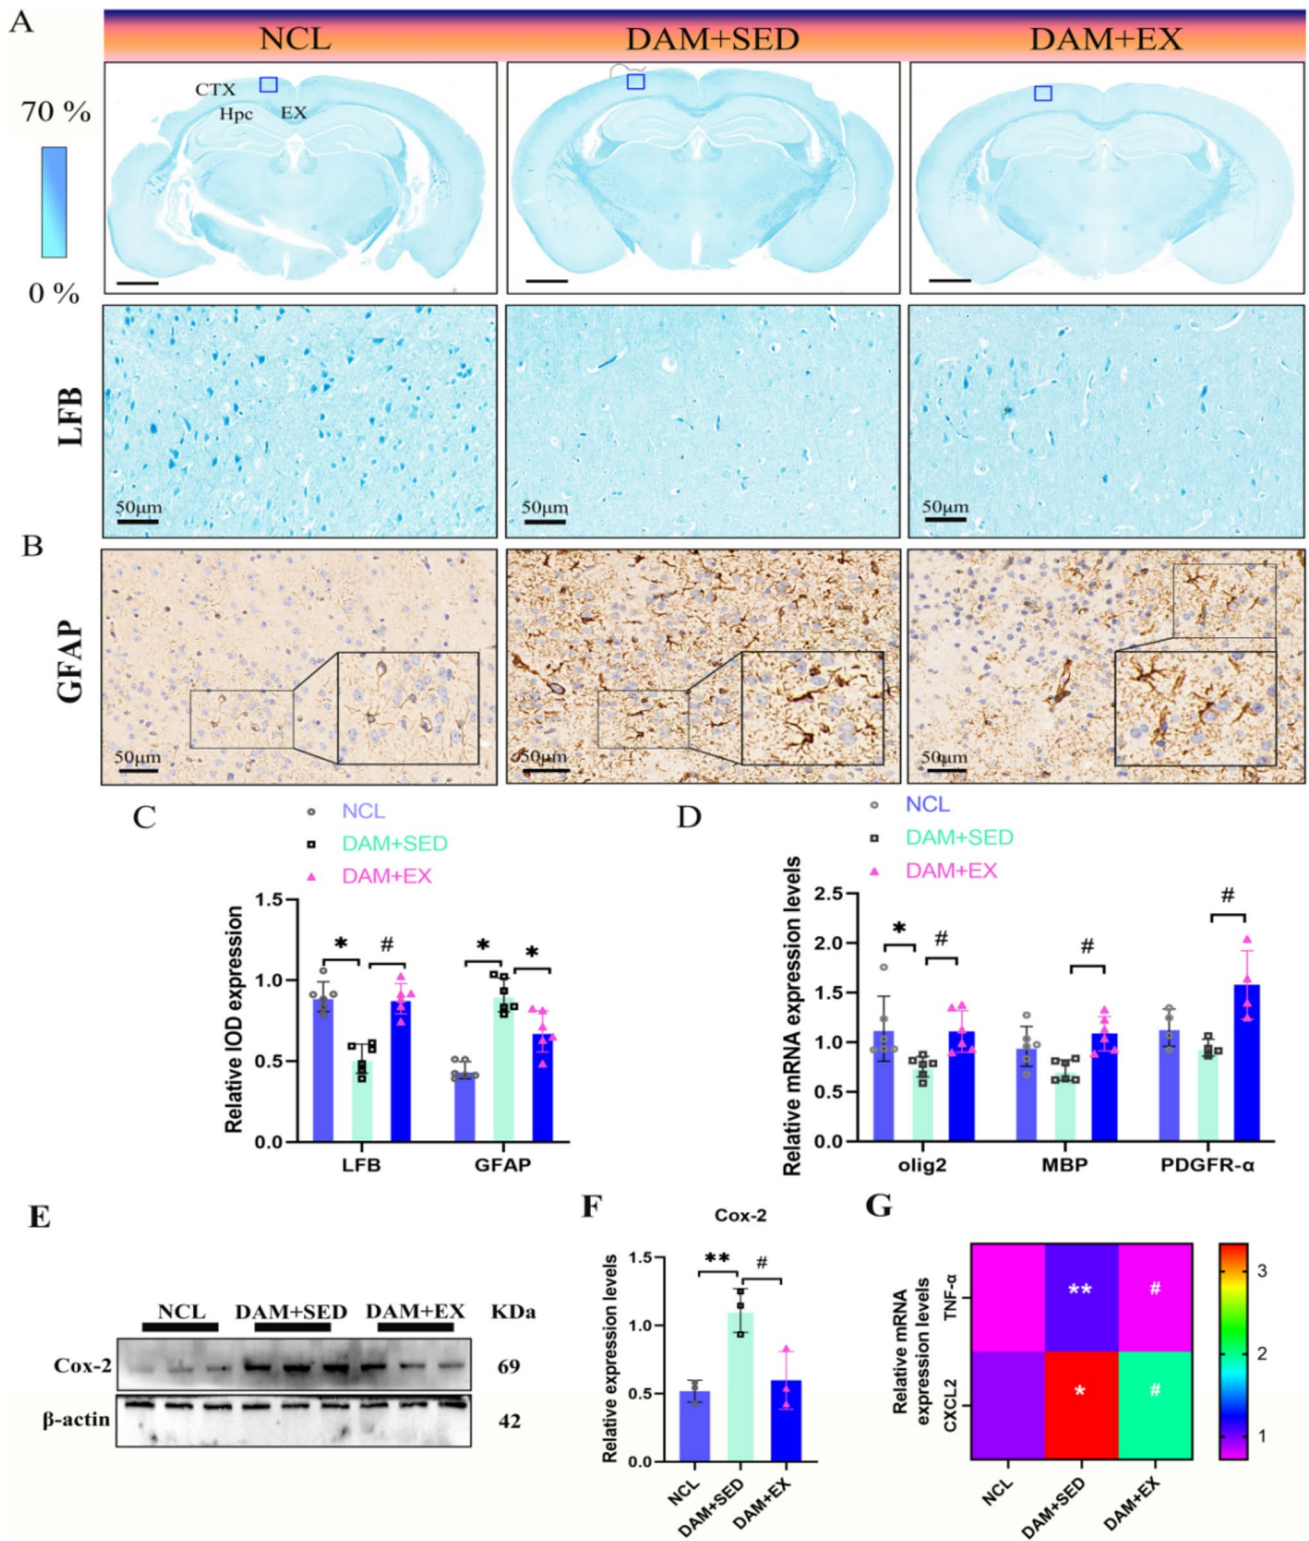 A
NCL
DAM+SED
DAM+EX
CTX
Hpc
EX
70 %
0 %
LFB
50μm
50μm
50μm
B
GFAP
50μm
50μm
50μm
C
NCL
DAM+SED
DAM+EX
Relative IOD expression
1.5
1.0
0.5
0.0
*
#
*
*
LFB
GFAP
D
NCL
DAM+SED
DAM+EX
Relative mRNA expression levels
2.5
2.0
1.5
1.0
0.5
0.0
*
#
#
#
olig2
MBP
PDGFR-α
E
NCL
DAM+SED
DAM+EX
KDa
Cox-2
69
β-actin
42
F
Cox-2
Relative expression levels
1.5
1.0
0.5
0.0
**
#
NCL
DAM+SED
DAM+EX
G
Relative mRNA
expression levels
TNF-α
CXCL2
**
#
*
#
3
2
1
NCL
DAM+SED
DAM+EX